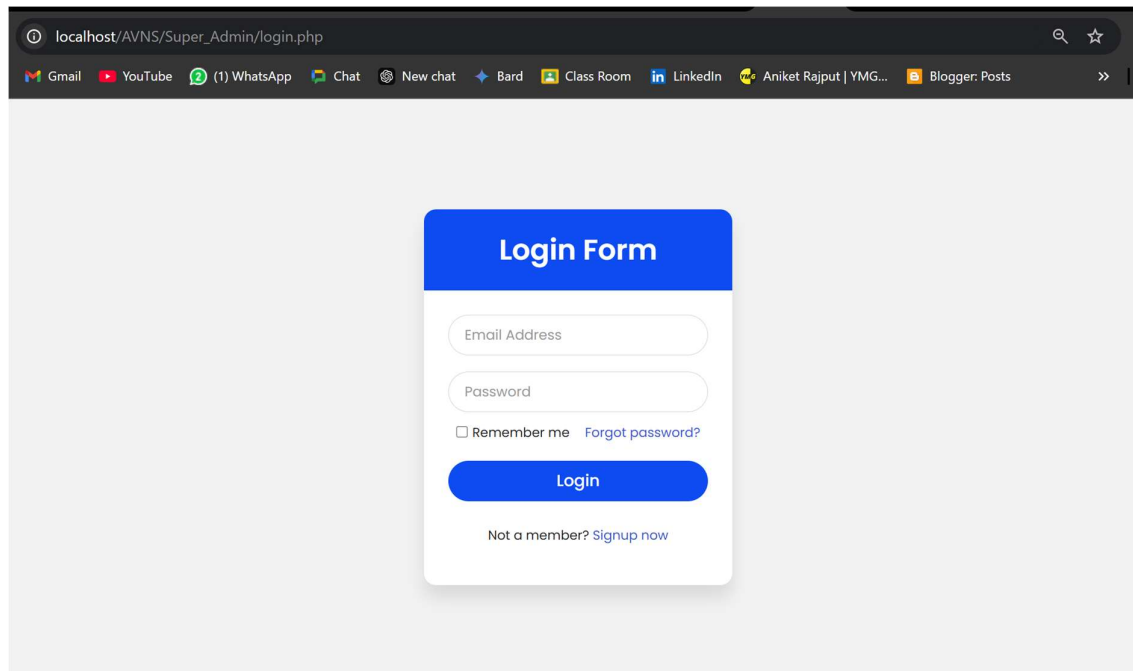 localhost/AVNS/Super_Admin/login.php
Gmail YouTube (1) WhatsApp Chat New chat Bard Class Room LinkedIn Aniket Rajput | YMG... Blogger: Posts »
Login Form
Email Address
Password
Remember me Forgot password?
Login
Not a member? Signup now